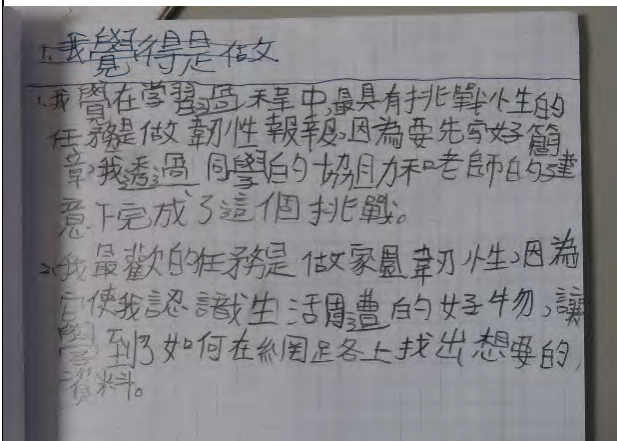 1.我覺得是做文
1.我覺在学習過程中,最具有挑戰性的
任務是做韌性報報,因為要先写好簡
章,我透過同學的協助和老師的建
意下完成了這個挑戰。
2.我最歡的任務是做家園韌性,因為
它使我認識生活周遭的好物,讓
學到了如何在網路上找出想要的
資料。